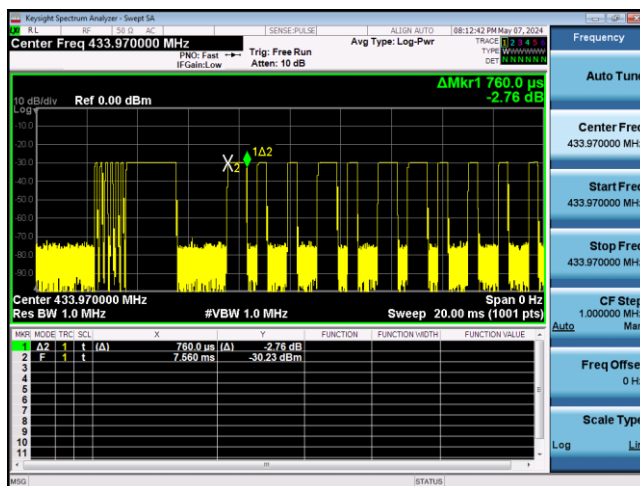 Keysight Spectrum Analyzer - Swept SA
RL RF 50 Ω AC SENSE:PULSE ALIGN AUTO 08:12:42 PM May 07, 2024
Center Freq 433.970000 MHz
PNO: Fast
IFGain:Low
Trig: Free Run
Atten: 10 dB
Avg Type: Log-Pwr
TRACE 1 2 3 4 5 6
TYPE WWWWWW
DET NNNNNN
ΔMkr1 760.0 µs
-2.76 dB
10 dB/div Ref 0.00 dBm
Log
-10.0
-20.0
-30.0
-40.0
-50.0
-60.0
-70.0
-80.0
-90.0
X2
1Δ2
Center 433.970000 MHz Span 0 Hz
Res BW 1.0 MHz #VBW 1.0 MHz Sweep 20.00 ms (1001 pts)
MKR MODE TRC SCL X Y FUNCTION FUNCTION WIDTH FUNCTION VALUE
1 Δ2 1 t (Δ) 760.0 µs (Δ) -2.76 dB
2 F 1 t 7.560 ms -30.23 dBm
3
4
5
6
7
8
9
10
11
MSG STATUS
Frequency
Auto Tune
Center Freq
433.970000 MHz
Start Freq
433.970000 MHz
Stop Freq
433.970000 MHz
CF Step
1.000000 MHz
Auto Man
Freq Offset
0 Hz
Scale Type
Log Lin